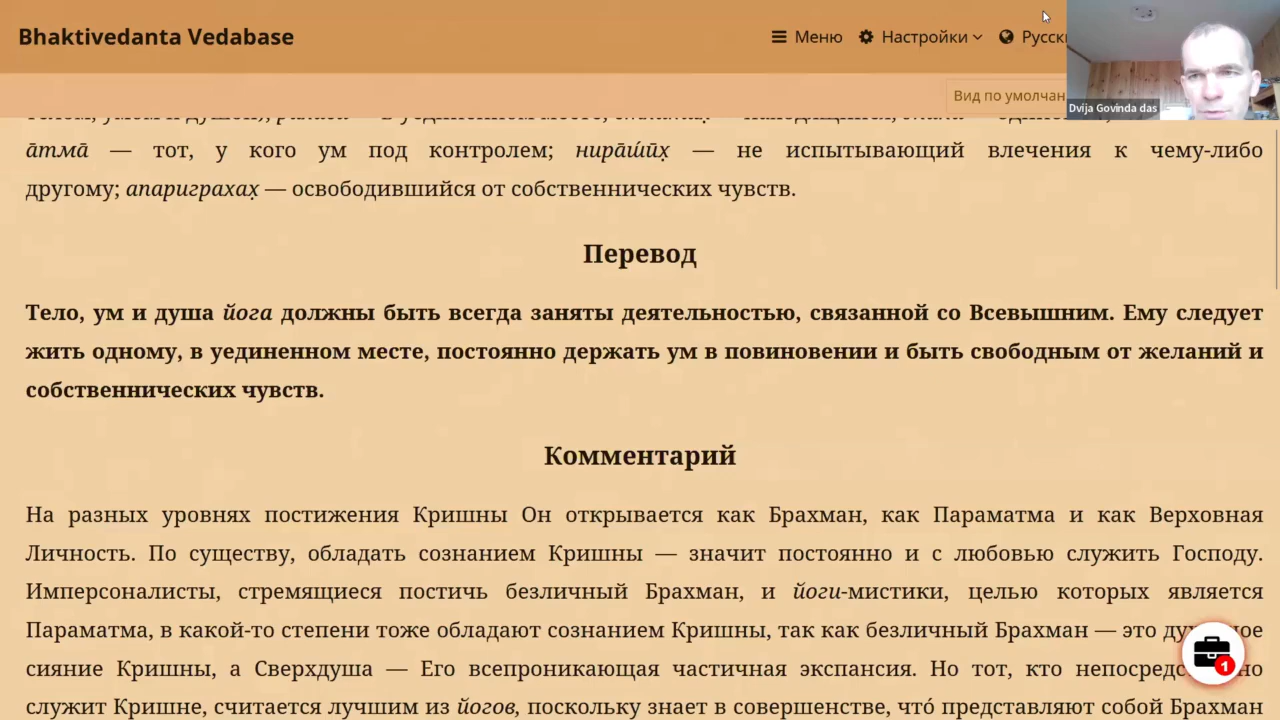 Bhaktivedanta Vedabase
Меню
Настройки
Вид по
Dvija Govinda das
а̄тма̄ — тот, у кого ум под контролем; нира̄ш́ӣх̣ — не испытывающий влечения к чему-либо
другому; апариграхах̣ — освободившийся от собственнических чувств.
Перевод
Тело, ум и душа йога должны быть всегда заняты деятельностью, связанной со Всевышним. Ему следует
жить одному, в уединенном месте, постоянно держать ум в повиновении и быть свободным от желаний и
собственнических чувств.
Комментарий
На разных уровнях постижения Кришны Он открывается как Брахман, как Параматма и как Верховная
Личность. По существу, обладать сознанием Кришны — значит постоянно и с любовью служить Господу.
Имперсоналисты, стремящиеся постичь безличный Брахман, и йоги-мистики, целью которых является
Параматма, в какой-то степени тоже обладают сознанием Кришны, так как безличный Брахман — это
сияние Кришны, а Сверхдуша — Его всепроникающая частичная экспансия. Но тот, кто
1
служит Кришне, считается лучшим из йогов, поскольку знает в совершенстве, что́ представляют собой Брахман